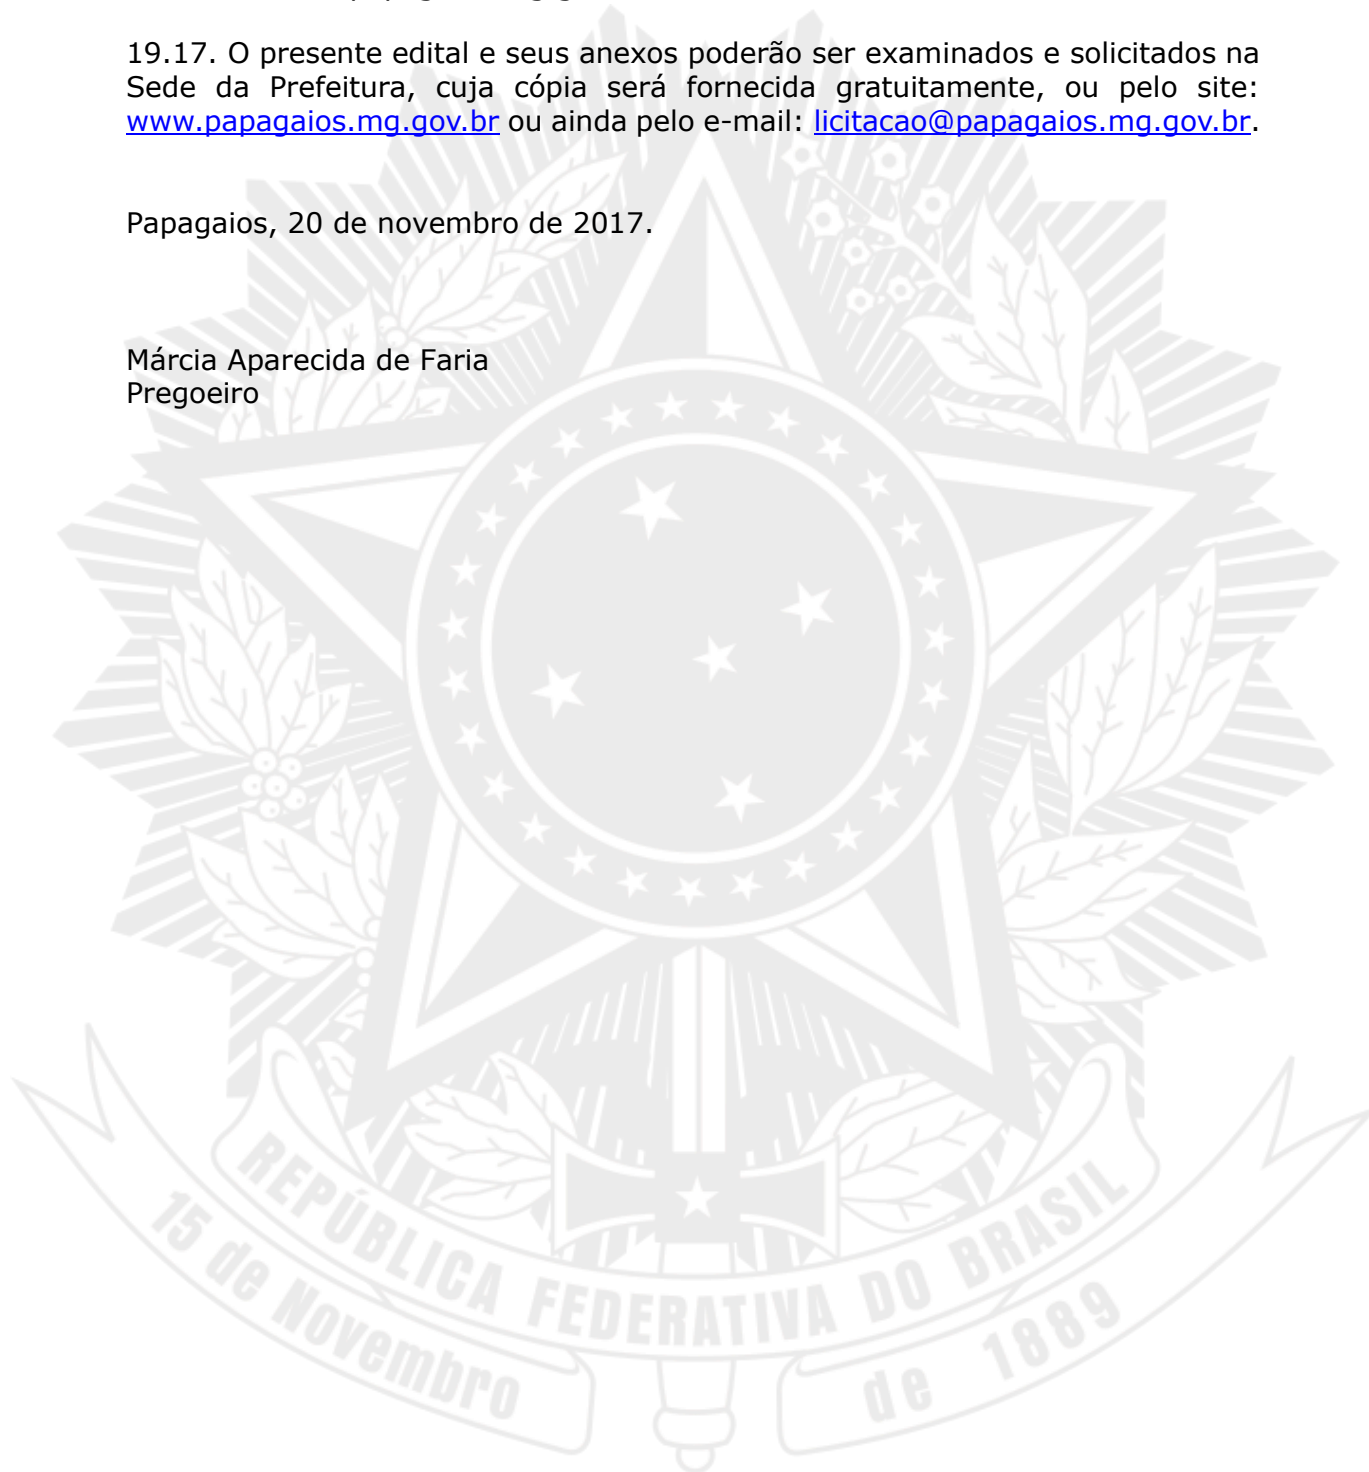 19.17. O presente edital e seus anexos poderão ser examinados e solicitados na
Sede da Prefeitura, cuja cópia será fornecida gratuitamente, ou pelo site:
www.papagaios.mg.gov.br ou ainda pelo e-mail: licitacao@papagaios.mg.gov.br.
Papagaios, 20 de novembro de 2017.
Márcia Aparecida de Faria
Pregoeiro
REPÚBLICA FEDERATIVA DO BRASIL
15 de Novembro de 1889